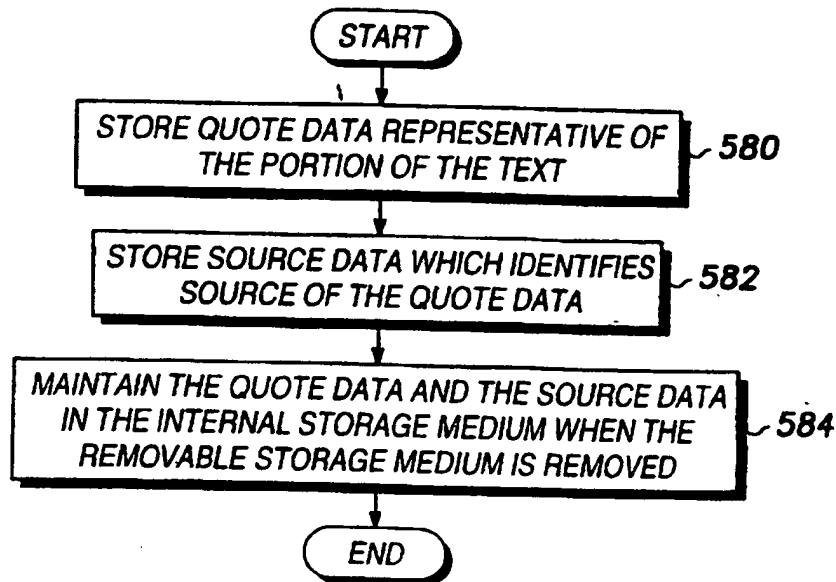 START
STORE QUOTE DATA REPRESENTATIVE OF
THE PORTION OF THE TEXT
580
STORE SOURCE DATA WHICH IDENTIFIES
SOURCE OF THE QUOTE DATA
582
MAINTAIN THE QUOTE DATA AND THE SOURCE DATA
IN THE INTERNAL STORAGE MEDIUM WHEN THE
REMOVABLE STORAGE MEDIUM IS REMOVED
584
END